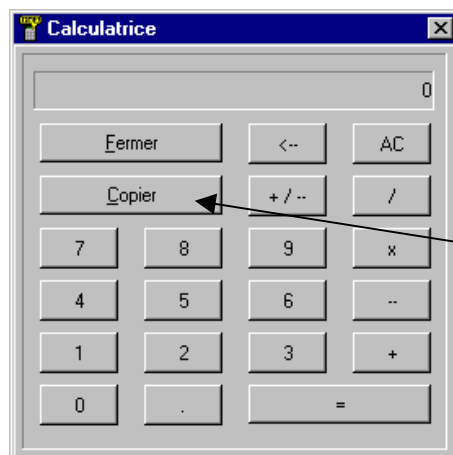 Calculatrice
0
Fermer <-- AC
Copier + / -- /
7 8 9 x
4 5 6 --
1 2 3 +
0 . =